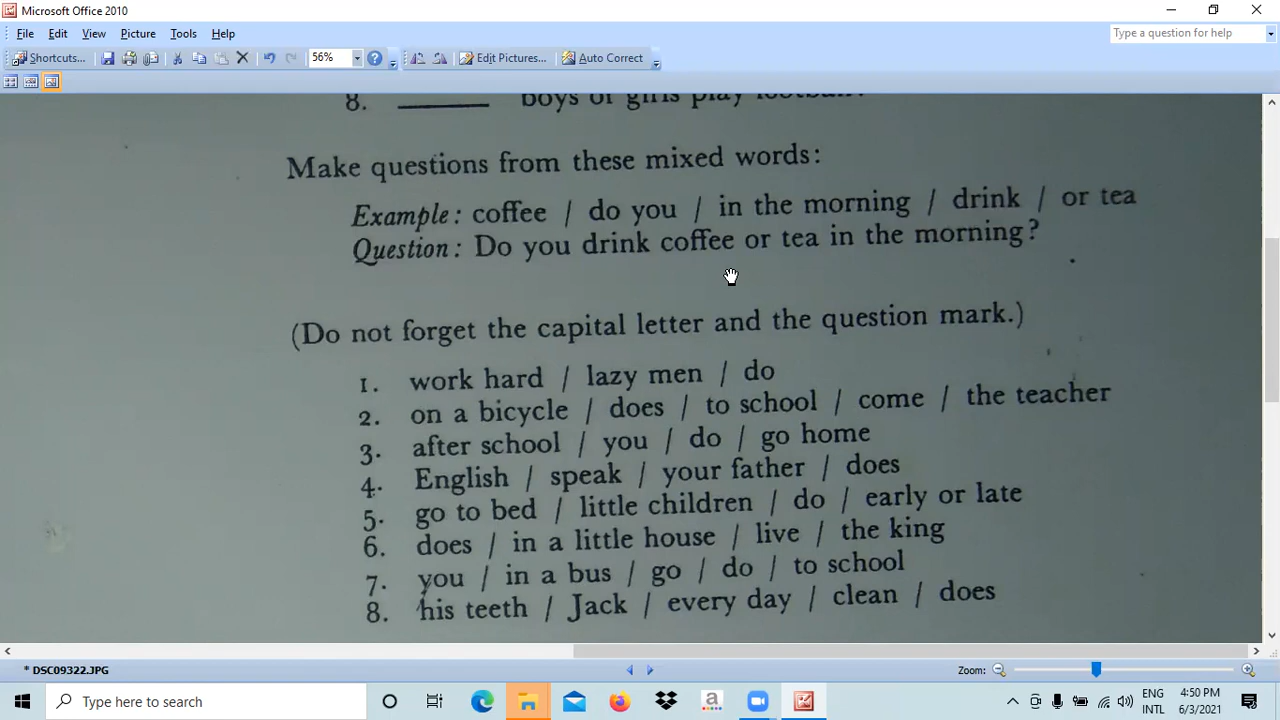 Microsoft Office 2010
File Edit View Picture Tools Help
Type a question for help
Shortcuts... 56% Edit Pictures... Auto Correct
8. ______ boys or girls play football?
Make questions from these mixed words:
Example: coffee / do you / in the morning / drink / or tea
Question: Do you drink coffee or tea in the morning?
(Do not forget the capital letter and the question mark.)
1. work hard / lazy men / do
2. on a bicycle / does / to school / come / the teacher
3. after school / you / do / go home
4. English / speak / your father / does
5. go to bed / little children / do / early or late
6. does / in a little house / live / the king
7. you / in a bus / go / do / to school
8. his teeth / Jack / every day / clean / does
* DSC09322.JPG Zoom:
Type here to search
ENG 4:50 PM
INTL 6/3/2021